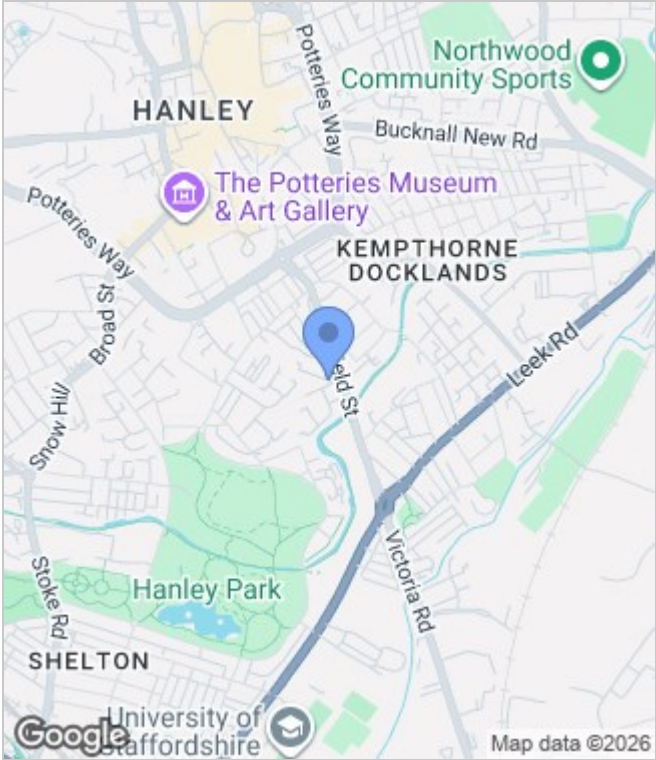 Potteries Way
Northwood
Community Sports
HANLEY
Bucknall New Rd
The Potteries Museum
& Art Gallery
Potteries Way
KEMPTHORNE
DOCKLANDS
Broad St
Leek Rd
St
Snow Hill
Victoria Rd
Stoke Rd
Hanley Park
SHELTON
University of
Staffordshire
Google
Map data ©2026